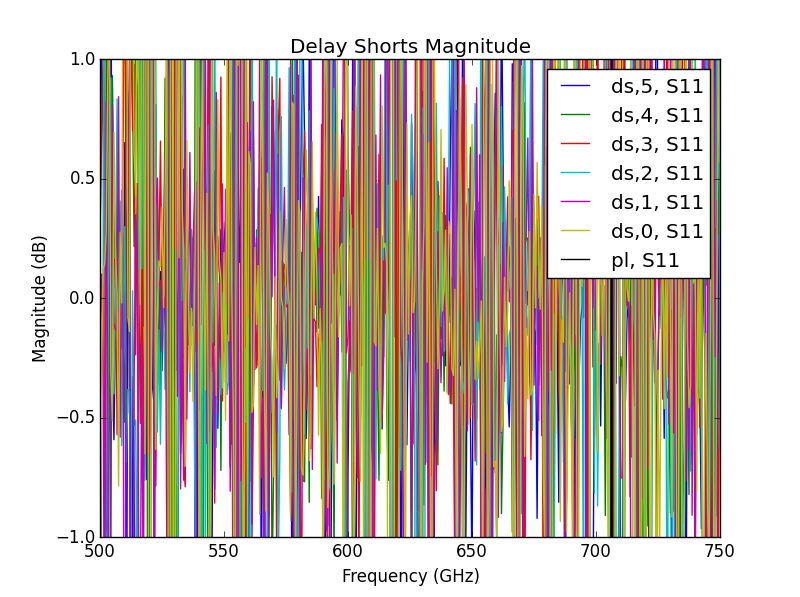 Delay Shorts Magnitude
1.0
0.5
0.0
−0.5
−1.0
Magnitude (dB)
ds,5, S11
ds,4, S11
ds,3, S11
ds,2, S11
ds,1, S11
ds,0, S11
pl, S11
500
550
600
650
700
750
Frequency (GHz)